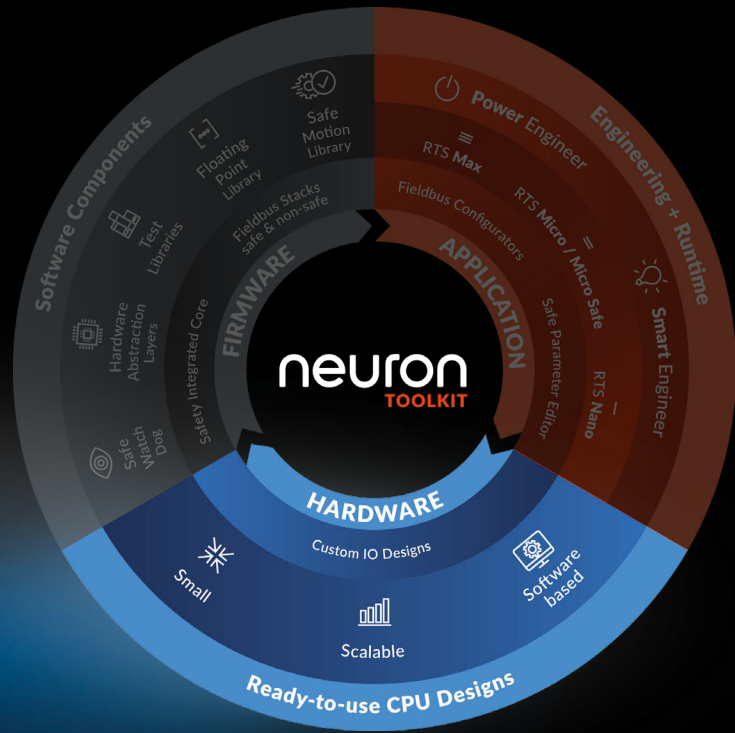 neuron
TOOLKIT
Software Components
Safe
Motion
Library
Floating
Point
Library
Test
Libraries
Hardware
Abstraction
Layers
Safe
Watch
Dog
Fieldbus Stacks
safe & non-safe
Safety Integrated Core
FIRMWARE
Engineering + Runtime
Power Engineer
Smart Engineer
RTS Max
RTS Micro / Micro Safe
RTS Nano
Fieldbus Configurators
Safe Parameter Editor
APPLICATION
HARDWARE
Custom IO Designs
Small
Scalable
Software
based
Ready-to-use CPU Designs